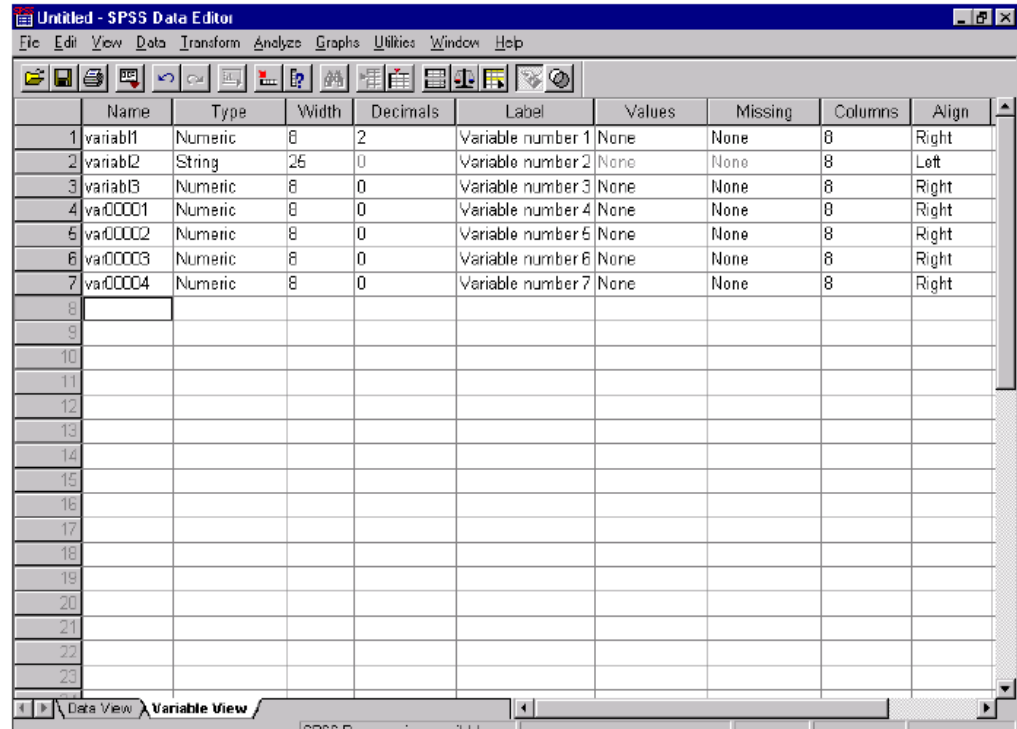 Untitled - SPSS Data Editor
File Edit View Data Transform Analyze Graphs Utilities Window Help
Name Type Width Decimals Label Values Missing Columns Align
1 variabl1 Numeric 8 2 Variable number 1 None None 8 Right
2 variabl2 String 25 0 Variable number 2 None None 8 Left
3 variabl3 Numeric 8 0 Variable number 3 None None 8 Right
4 var00001 Numeric 8 0 Variable number 4 None None 8 Right
5 var00002 Numeric 8 0 Variable number 5 None None 8 Right
6 var00003 Numeric 8 0 Variable number 6 None None 8 Right
7 var00004 Numeric 8 0 Variable number 7 None None 8 Right
8
9
10
11
12
13
14
15
16
17
18
19
20
21
22
23
Data View Variable View